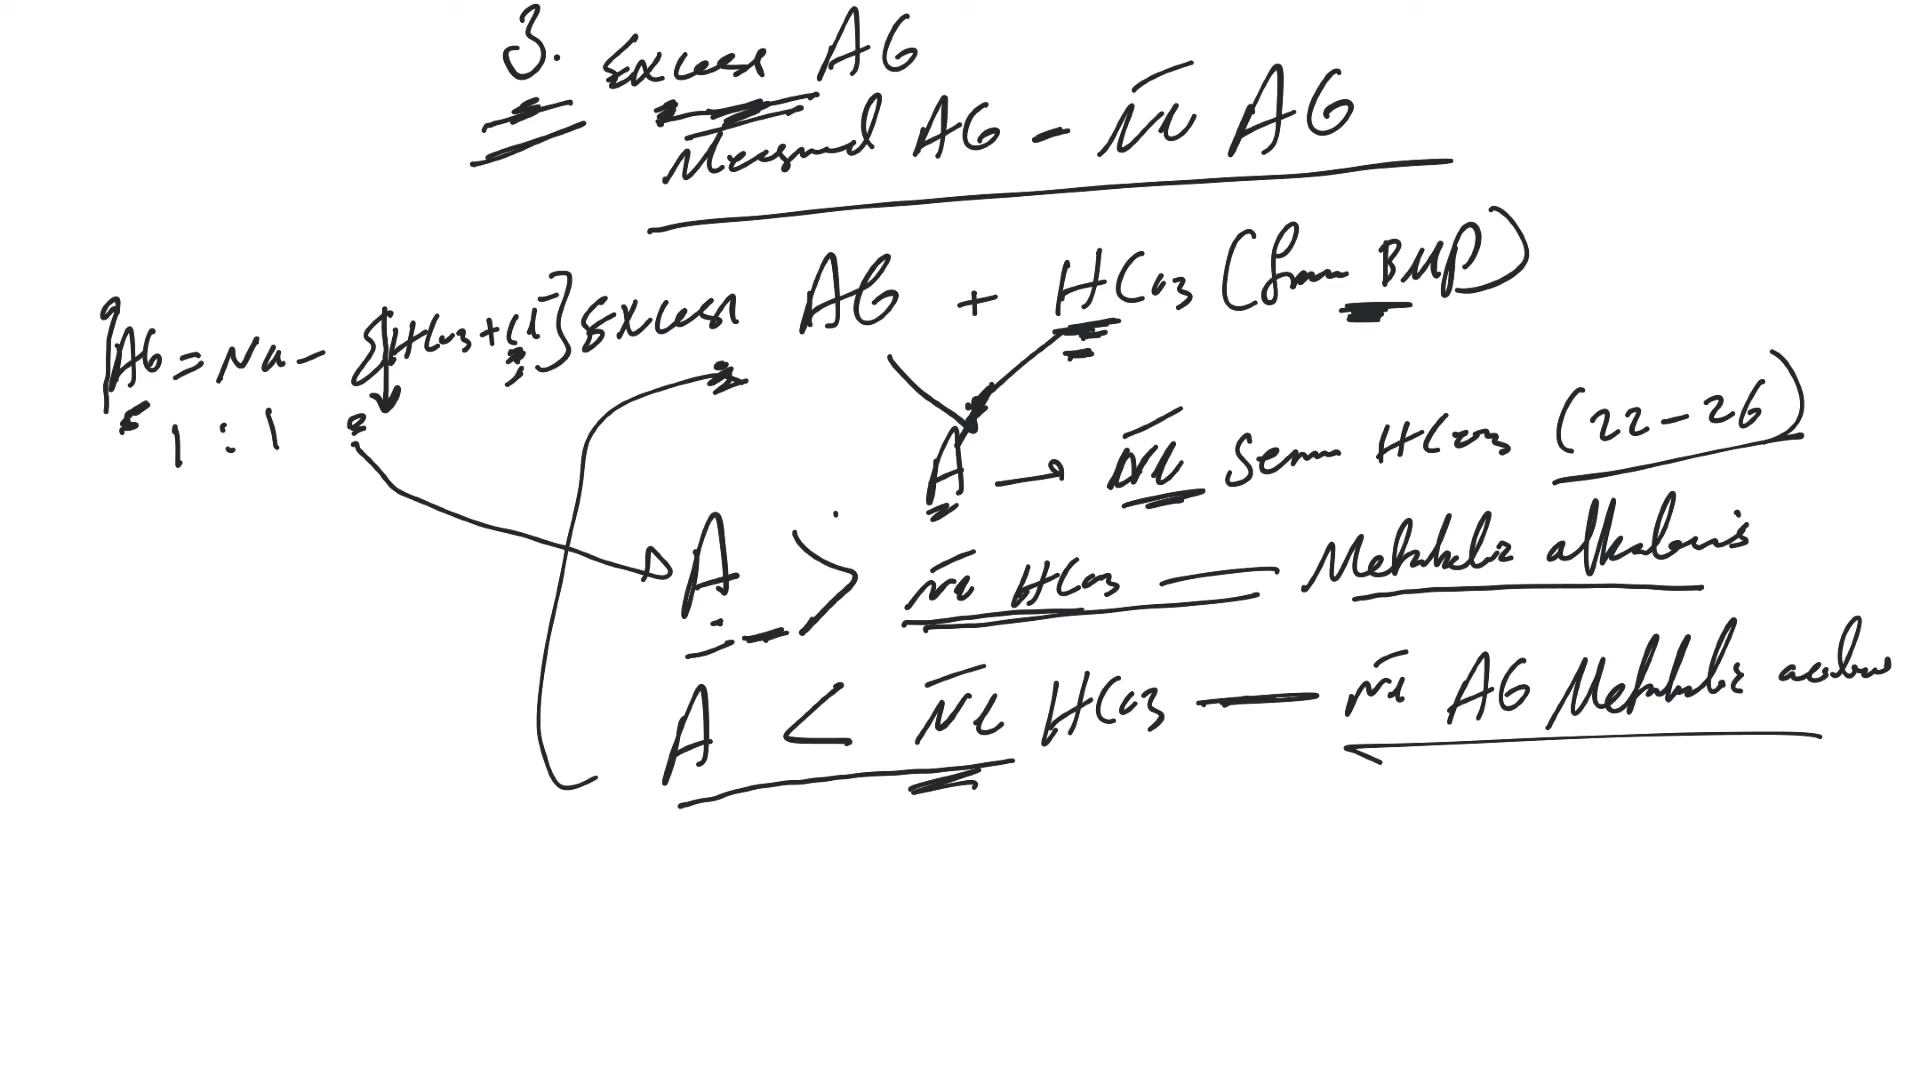 3. Excess AG
Measured AG - Nl AG
Excess AG + HCO3 (from BMP)
AG = Na - {HCO3 + Cl}
1 : 1
A → Nl Serum HCO3 (22-26)
A > nl HCO3 — Metabolic alkalosis
A < Nl HCO3 — nl AG Metabolic acidosis